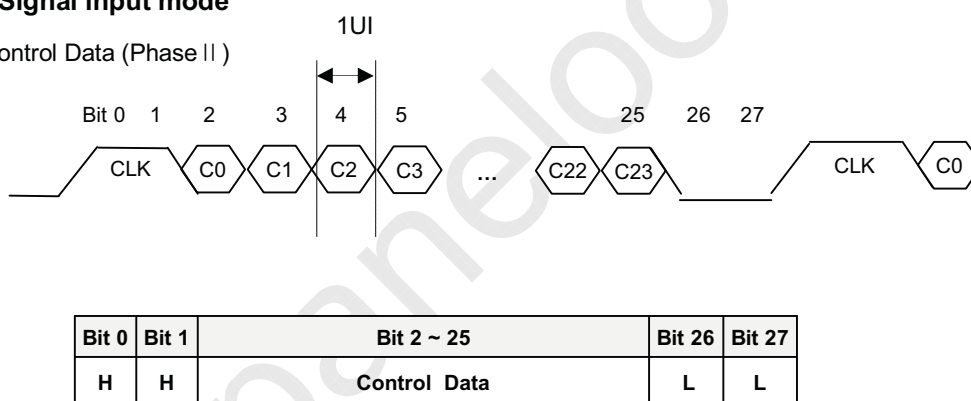 Signal input mode
1UI
ontrol Data (Phase II)
Bit 0 1 2 3 4 5 25 26 27
CLK C0 C1 C2 C3 ... C22 C23 CLK C0
Bit 0 Bit 1 Bit 2 ~ 25 Bit 26 Bit 27
H H Control Data L L